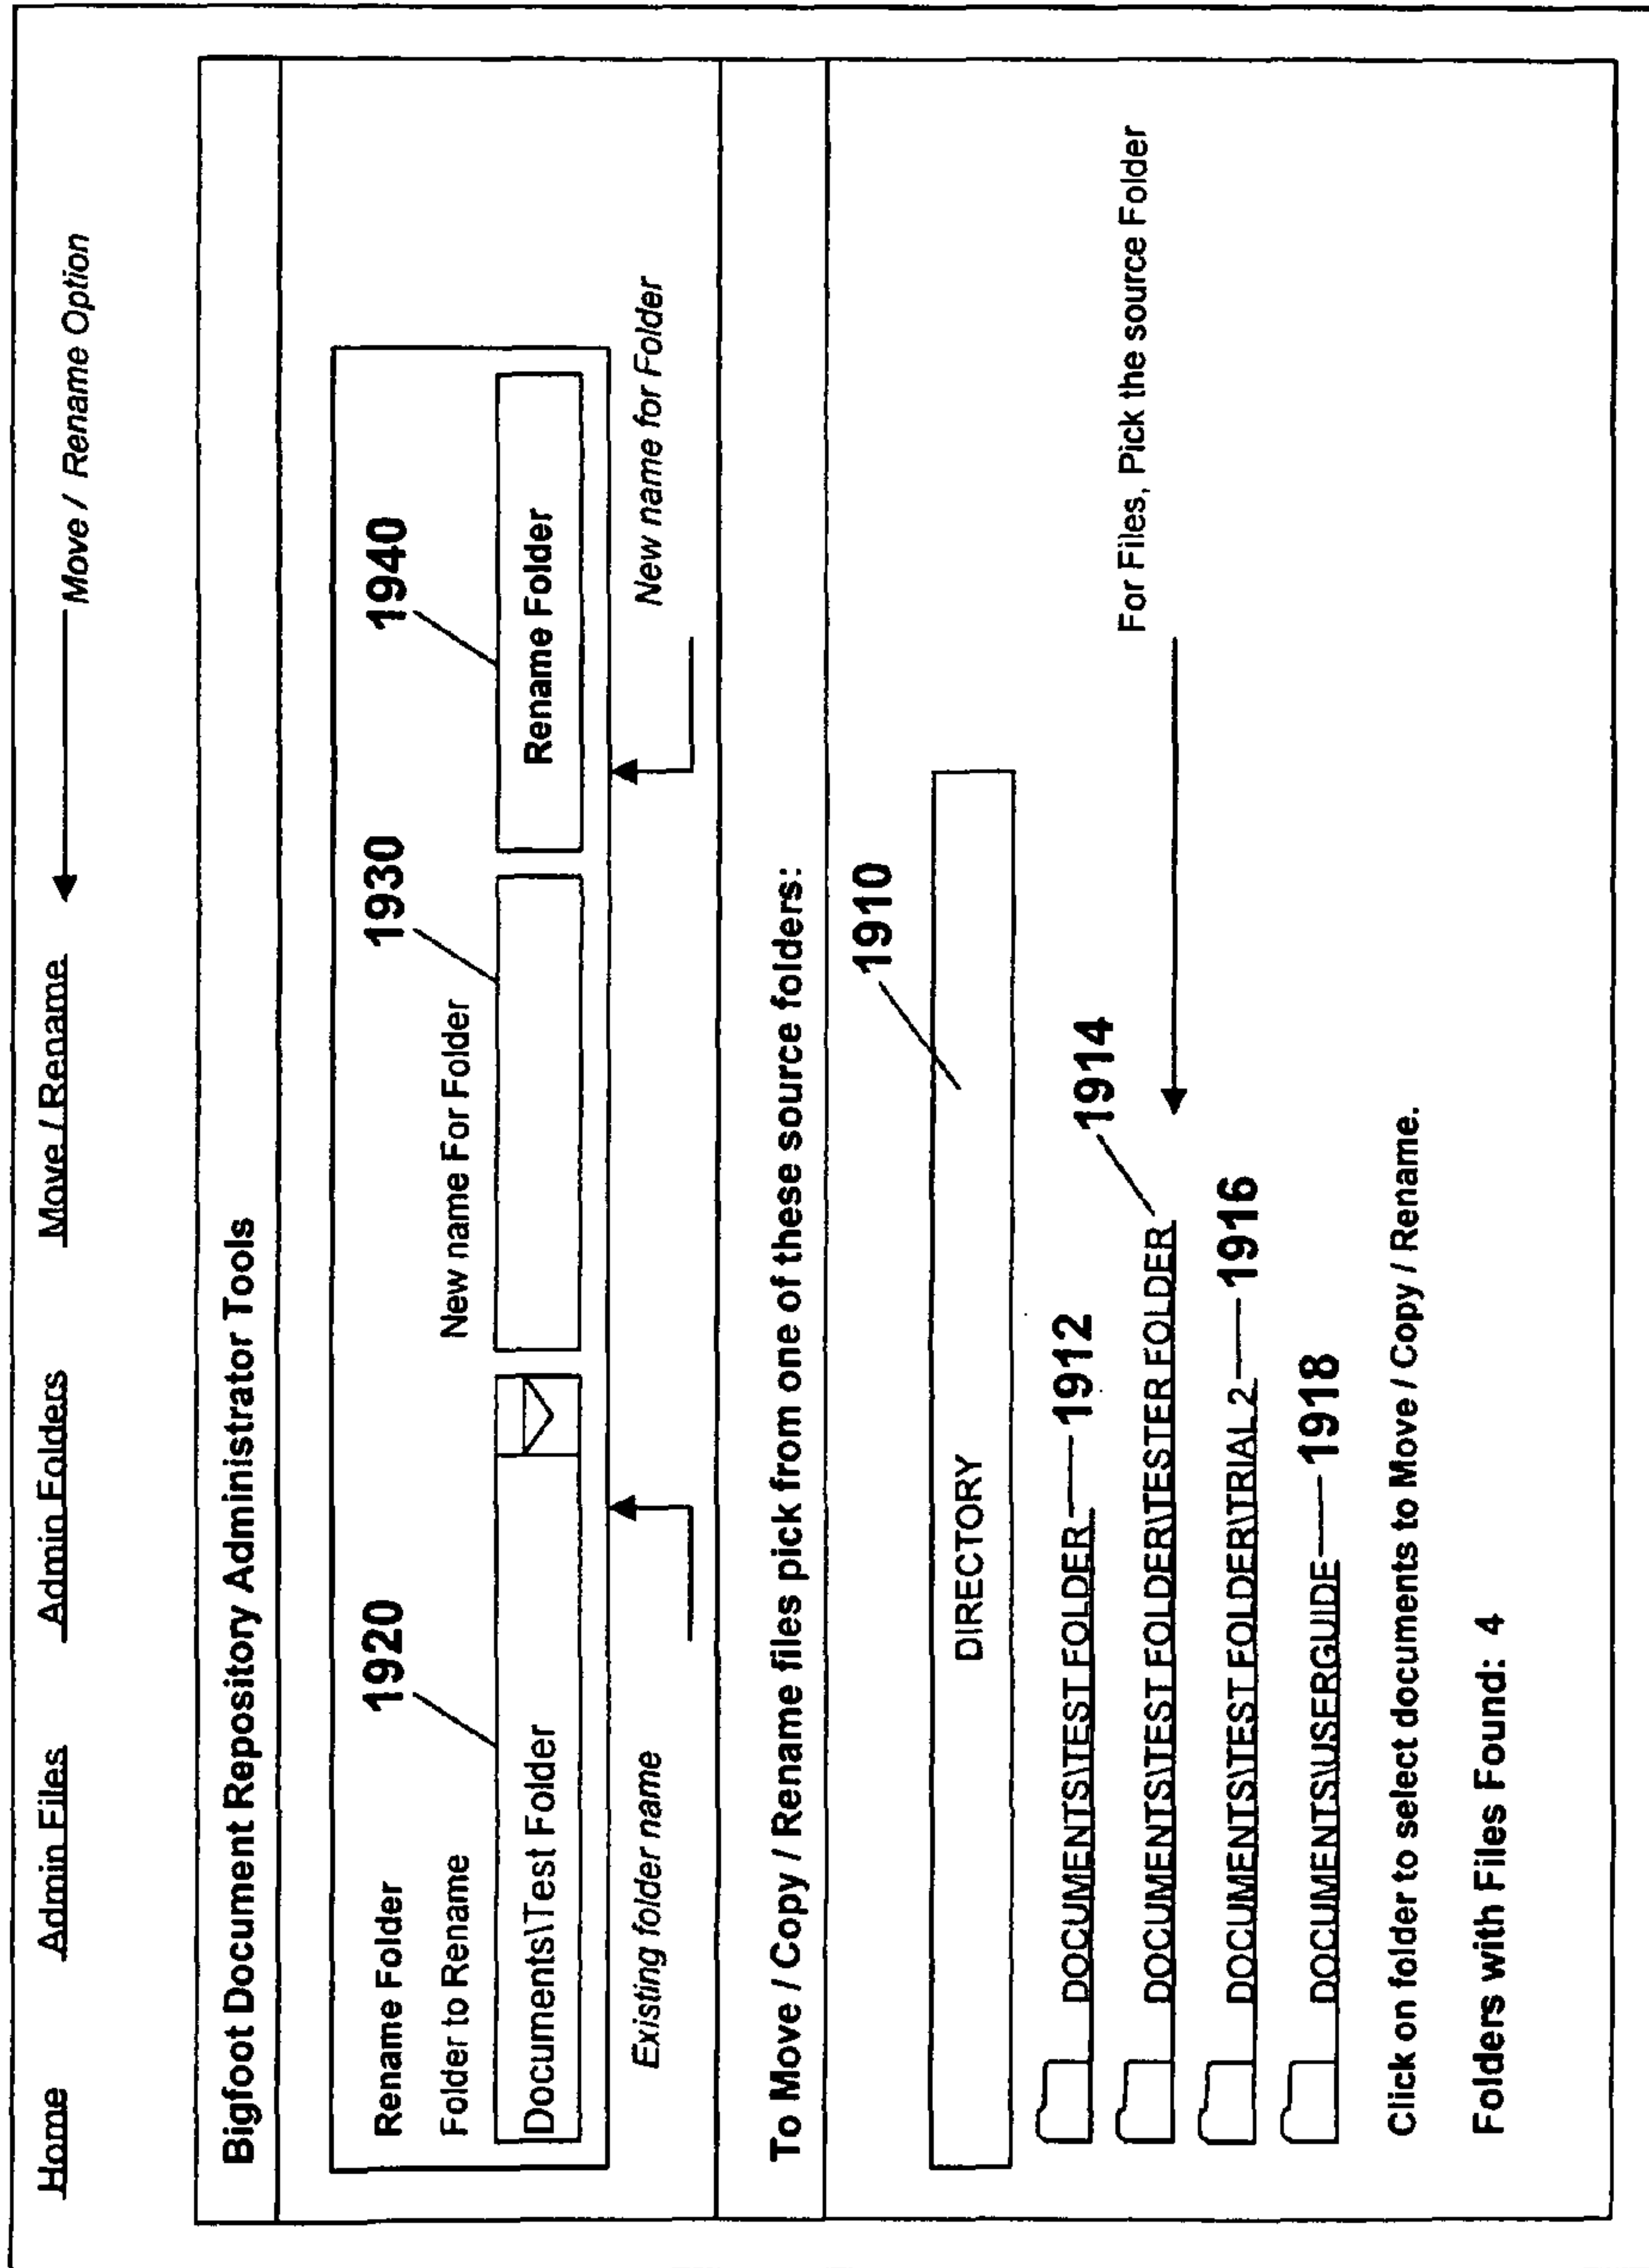 Home Admin Files Admin Folders Move / Rename Move / Rename Option
Bigfoot Document Repository Administrator Tools
Rename Folder 1920 1930 1940
Folder to Rename New name For Folder
Documents\Test Folder Rename Folder
Existing folder name New name for Folder
To Move / Copy / Rename files pick from one of these source folders:
1910
DIRECTORY
DOCUMENTS\TEST FOLDER 1912
1914
For Files, Pick the source Folder
DOCUMENTS\TEST FOLDER\TESTER FOLDER
DOCUMENTS\TEST FOLDER\TRIAL 2 1916
DOCUMENTS\USERGUIDE 1918
Click on folder to select documents to Move / Copy / Rename.
Folders with Files Found: 4